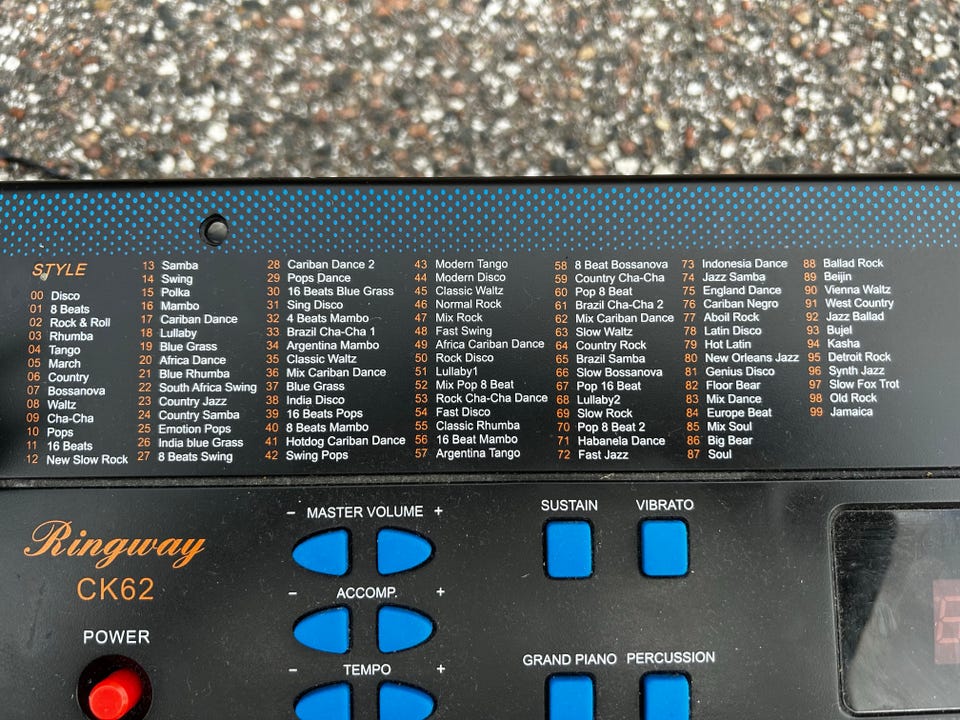 STYLE
00 Disco
01 8 Beats
02 Rock & Roll
03 Rhumba
04 Tango
05 March
06 Country
07 Bossanova
08 Waltz
09 Cha-Cha
10 Pops
11 16 Beats
12 New Slow Rock
13 Samba
14 Swing
15 Polka
16 Mambo
17 Cariban Dance
18 Lullaby
19 Blue Grass
20 Africa Dance
21 Blue Rhumba
22 South Africa Swing
23 Country Jazz
24 Country Samba
25 Emotion Pops
26 India blue Grass
27 8 Beats Swing
28 Cariban Dance 2
29 Pops Dance
30 16 Beats Blue Grass
31 Sing Disco
32 4 Beats Mambo
33 Brazil Cha-Cha 1
34 Argentina Mambo
35 Classic Waltz
36 Mix Cariban Dance
37 Blue Grass
38 India Disco
39 16 Beats Pops
40 8 Beats Mambo
41 Hotdog Cariban Dance
42 Swing Pops
43 Modern Tango
44 Modern Disco
45 Classic Waltz
46 Normal Rock
47 Mix Rock
48 Fast Swing
49 Africa Cariban Dance
50 Rock Disco
51 Lullaby1
52 Mix Pop 8 Beat
53 Rock Cha-Cha Dance
54 Fast Disco
55 Classic Rhumba
56 16 Beat Mambo
57 Argentina Tango
58 8 Beat Bossanova
59 Country Cha-Cha
60 Pop 8 Beat
61 Brazil Cha-Cha 2
62 Mix Cariban Dance
63 Slow Waltz
64 Country Rock
65 Brazil Samba
66 Slow Bossanova
67 Pop 16 Beat
68 Lullaby2
69 Slow Rock
70 Pop 8 Beat 2
71 Habanela Dance
72 Fast Jazz
73 Indonesia Dance
74 Jazz Samba
75 England Dance
76 Cariban Negro
77 Aboil Rock
78 Latin Disco
79 Hot Latin
80 New Orleans Jazz
81 Genius Disco
82 Floor Bear
83 Mix Dance
84 Europe Beat
85 Mix Soul
86 Big Bear
87 Soul
88 Ballad Rock
89 Beijin
90 Vienna Waltz
91 West Country
92 Jazz Ballad
93 Bujel
94 Kasha
95 Detroit Rock
96 Synth Jazz
97 Slow Fox Trot
98 Old Rock
99 Jamaica
Ringway
CK62
POWER
− MASTER VOLUME +
− ACCOMP. +
− TEMPO +
SUSTAIN VIBRATO
GRAND PIANO PERCUSSION